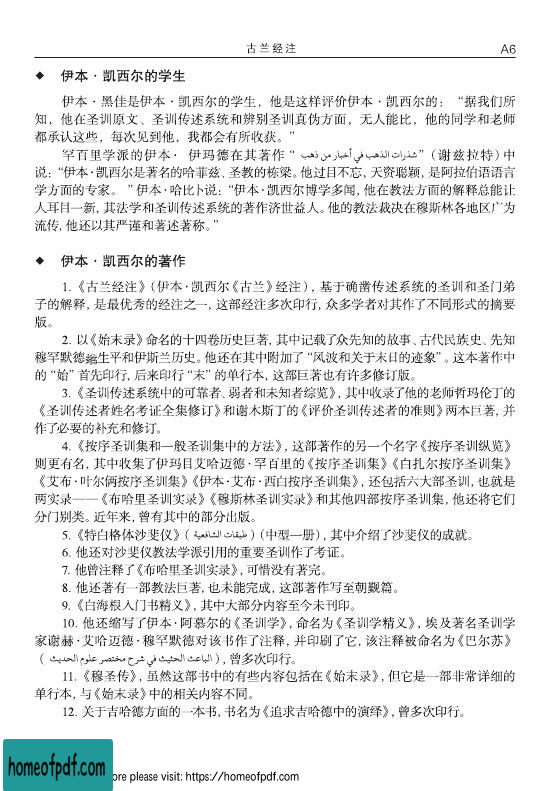 古兰经注 A6
◆ 伊本·凯西尔的学生
伊本·黑佳是伊本·凯西尔的学生，他是这样评价伊本·凯西尔的：“据我们所
知，他在圣训原文、圣训传述系统和辨别圣训真伪方面，无人能比，他的同学和老师
都承认这些，每次见到他，我都会有所收获。”
罕百里学派的伊本· 伊玛德在其著作“ شذرات الذهب في أخبار من ذهب ”（谢兹拉特）中
说：“伊本·凯西尔是著名的哈菲兹、圣教的栋梁。他过目不忘，天资聪颖，是阿拉伯语语言
学方面的专家。 ”伊本·哈比卜说：“伊本·凯西尔博学多闻，他在教法方面的解释总能让
人耳目一新，其法学和圣训传述系统的著作济世益人。他的教法裁决在穆斯林各地区广为
流传，他还以其严谨和著述著称。”
◆ 伊本·凯西尔的著作
1.《古兰经注》（伊本·凯西尔《古兰》经注），基于确凿传述系统的圣训和圣门弟
子的解释，是最优秀的经注之一，这部经注多次印行，众多学者对其作了不同形式的摘要
版。
2. 以《始末录》命名的十四卷历史巨著，其中记载了众先知的故事、古代民族史、先知
穆罕默德ﷺ生平和伊斯兰历史。他还在其中附加了“风波和关于末日的迹象”。这本著作中
的“始”首先印行，后来印行“末”的单行本，这部巨著也有许多修订版。
3.《圣训传述系统中的可靠者、弱者和未知者综览》，其中收录了他的老师哲玛伦丁的
《圣训传述者姓名考证全集修订》和谢木斯丁的《评价圣训传述者的准则》两本巨著，并
作了必要的补充和修订。
4.《按序圣训集和一般圣训集中的方法》，这部著作的另一个名字《按序圣训纵览》
则更有名，其中收集了伊玛目艾哈迈德·罕百里的《按序圣训集》《白扎尔按序圣训集》
《艾布·叶尔俩按序圣训集》《伊本·艾布·西白按序圣训集》，还包括六大部圣训，也就是
两实录——《布哈里圣训实录》《穆斯林圣训实录》和其他四部按序圣训集，他还将它们
分门别类。近年来，曾有其中的部分出版。
5.《特白格体沙斐仪》（ طبقات الشافعية ）（中型一册），其中介绍了沙斐仪的成就。
6. 他还对沙斐仪教法学派引用的重要圣训作了考证。
7. 他曾注释了《布哈里圣训实录》，可惜没有著完。
8. 他还著有一部教法巨著，也未能完成，这部著作写至朝觐篇。
9.《白海根入门书精义》，其中大部分内容至今未刊印。
10. 他还缩写了伊本·阿慕尔的《圣训学》，命名为《圣训学精义》，埃及著名圣训学
家谢赫·艾哈迈德·穆罕默德对该书作了注释，并印刷了它，该注释被命名为《巴尔苏》
（ الباعث الحثيث في شرح مختصر علوم الحديث ），曾多次印行。
11.《穆圣传》，虽然这部书中的有些内容包括在《始末录》，但它是一部非常详细的
单行本，与《始末录》中的相关内容不同。
12. 关于吉哈德方面的一本书，书名为《追求吉哈德中的演绎》，曾多次印行。
homeofpdf.com
ore please visit: https://homeofpdf.com